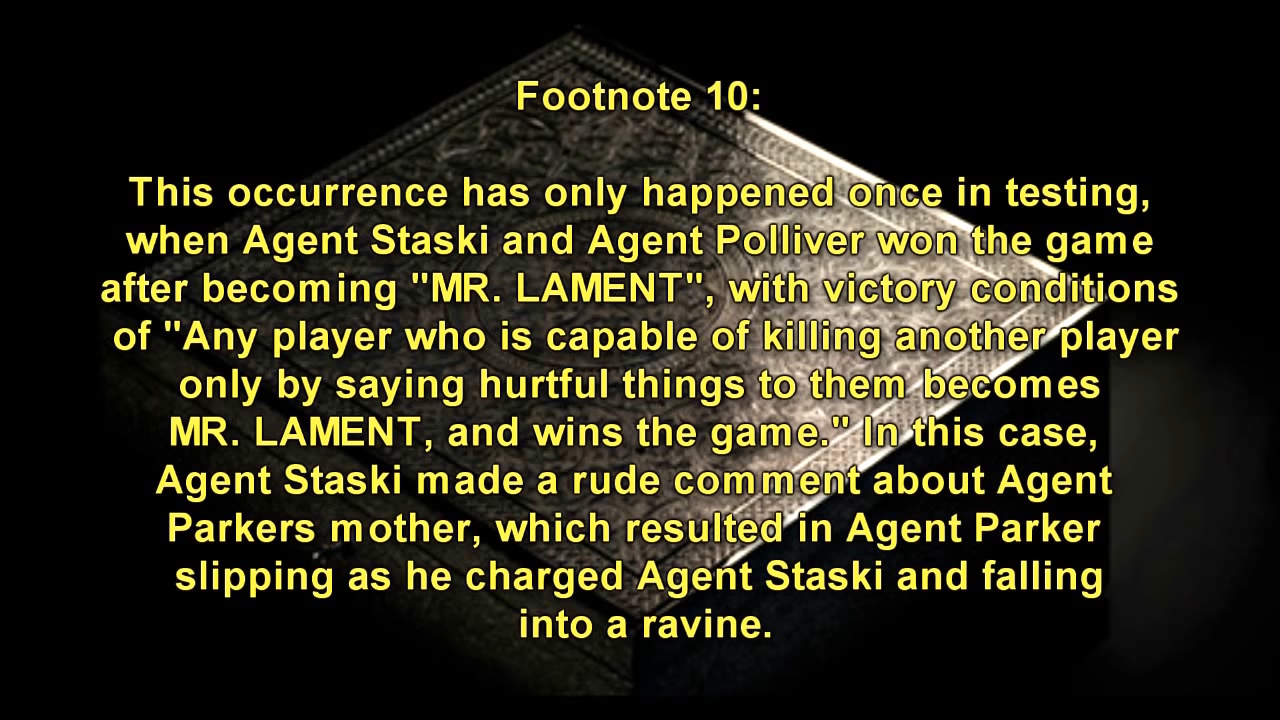 Footnote 10:
This occurrence has only happened once in testing,
when Agent Staski and Agent Polliver won the game
after becoming "MR. LAMENT", with victory conditions
of "Any player who is capable of killing another player
only by saying hurtful things to them becomes
MR. LAMENT, and wins the game." In this case,
Agent Staski made a rude comment about Agent
Parkers mother, which resulted in Agent Parker
slipping as he charged Agent Staski and falling
into a ravine.